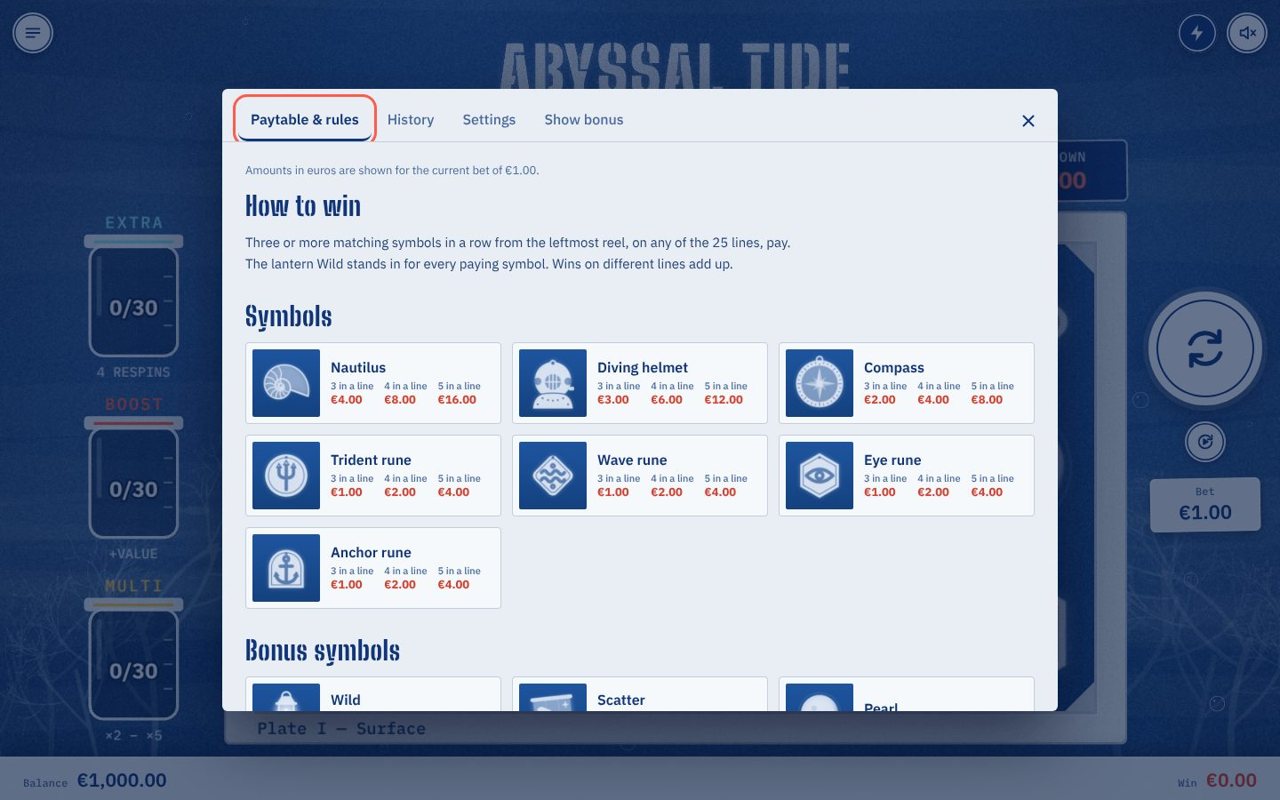 ABYSSAL TIDE
Paytable & rules
History
Settings
Show bonus
Amounts in euros are shown for the current bet of €1.00.
How to win
Three or more matching symbols in a row from the leftmost reel, on any of the 25 lines, pay.
The lantern Wild stands in for every paying symbol. Wins on different lines add up.
Symbols
Nautilus
3 in a line 4 in a line 5 in a line
€4.00 €8.00 €16.00
Diving helmet
3 in a line 4 in a line 5 in a line
€3.00 €6.00 €12.00
Compass
3 in a line 4 in a line 5 in a line
€2.00 €4.00 €8.00
Trident rune
3 in a line 4 in a line 5 in a line
€1.00 €2.00 €4.00
Wave rune
3 in a line 4 in a line 5 in a line
€1.00 €2.00 €4.00
Eye rune
3 in a line 4 in a line 5 in a line
€1.00 €2.00 €4.00
Anchor rune
3 in a line 4 in a line 5 in a line
€1.00 €2.00 €4.00
Bonus symbols
Wild
Scatter
Pearl
EXTRA
0/30
4 RESPINS
BOOST
0/30
+VALUE
MULTI
0/30
×2 – ×5
Bet
€1.00
Plate I – Surface
Balance €1,000.00
Win €0.00